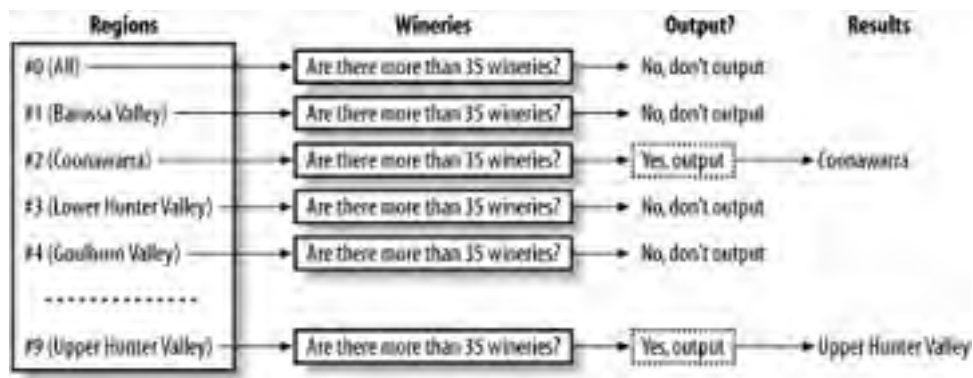 Regions Wineries Output? Results
#0 (All) Are there more than 35 wineries? No, don't output
#1 (Barossa Valley) Are there more than 35 wineries? No, don't output
#2 (Coonawarra) Are there more than 35 wineries? Yes, output Coonawarra
#3 (Lower Hunter Valley) Are there more than 35 wineries? No, don't output
#4 (Goulburn Valley) Are there more than 35 wineries? No, don't output
#9 (Upper Hunter Valley) Are there more than 35 wineries? Yes, output Upper Hunter Valley